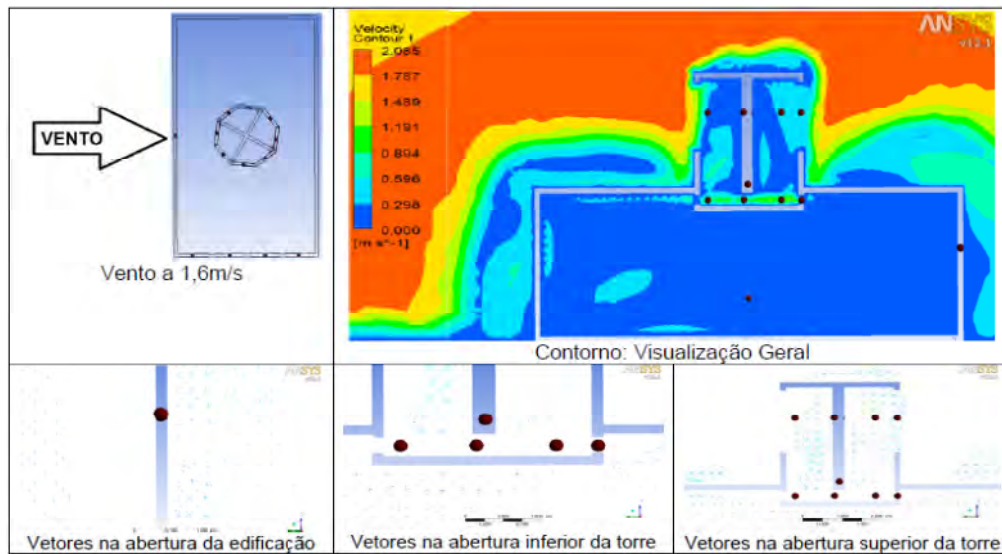 VENTO
Vento a 1,6m/s
Velocity
Contour 1
2.085
1.787
1.489
1.191
0.894
0.596
0.298
0.000
[m s^-1]
ANSYS
Contorno: Visualização Geral
Vetores na abertura da edificação
Vetores na abertura inferior da torre
Vetores na abertura superior da torre